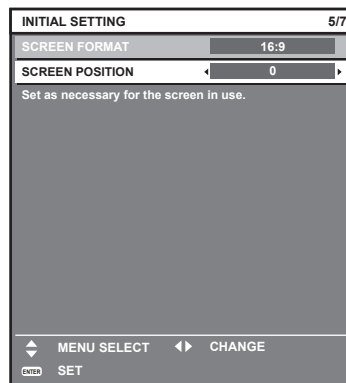 INITIAL SETTING 5/7
SCREEN FORMAT 16:9
SCREEN POSITION 0
Set as necessary for the screen in use.
MENU SELECT CHANGE
ENTER SET